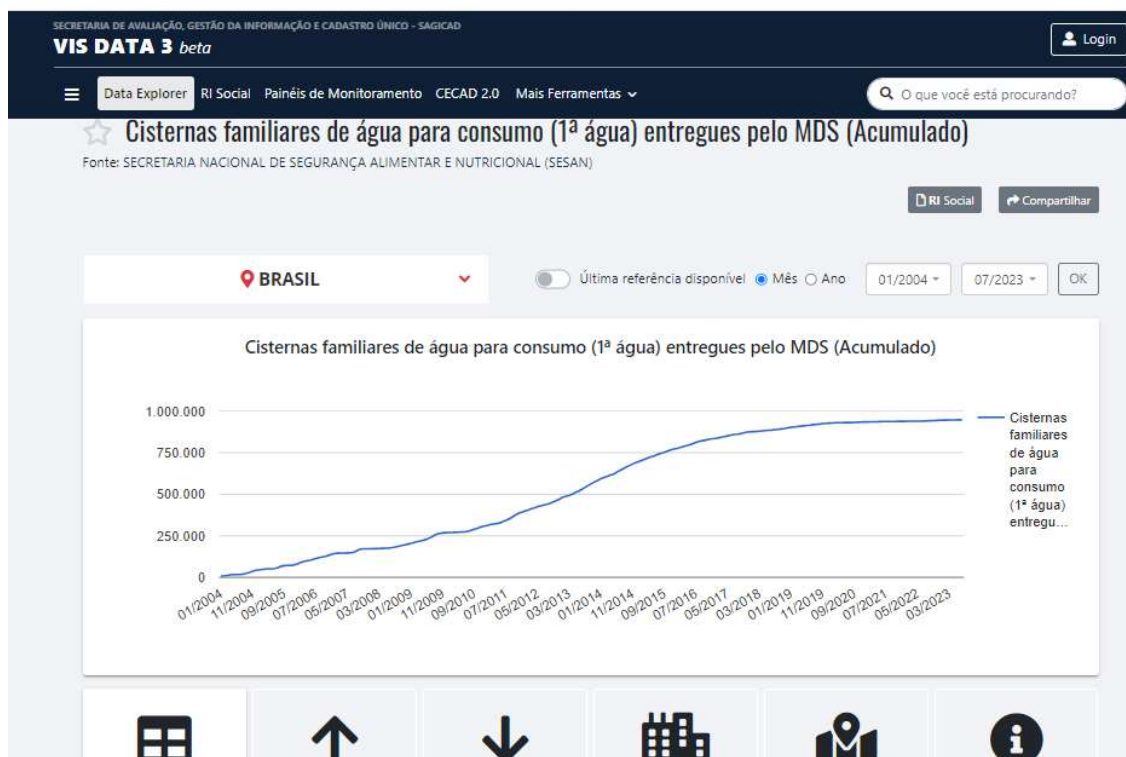 SECRETARIA DE AVALIAÇÃO, GESTÃO DA INFORMAÇÃO E CADASTRO ÚNICO - SAGICAD
VIS DATA 3 beta
Login
Data Explorer RI Social Painéis de Monitoramento CECAD 2.0 Mais Ferramentas
O que você está procurando?
Cisternas familiares de água para consumo (1ª água) entregues pelo MDS (Acumulado)
Fonte: SECRETARIA NACIONAL DE SEGURANÇA ALIMENTAR E NUTRICIONAL (SESAN)
RI Social Compartilhar
BRASIL
Última referência disponível Mês Ano 01/2004 07/2023 OK
Cisternas familiares de água para consumo (1ª água) entregues pelo MDS (Acumulado)
1.000.000
750.000
500.000
250.000
0
01/2004 11/2004 09/2005 07/2006 05/2007 03/2008 01/2009 11/2009 09/2010 07/2011 05/2012 03/2013 01/2014 11/2014 09/2015 07/2016 05/2017 03/2018 01/2019 11/2019 09/2020 07/2021 05/2022 03/2023
Cisternas
familiares
de água
para
consumo
(1ª água)
entregu...